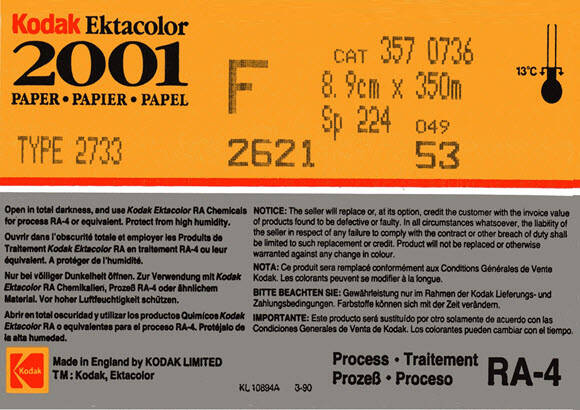 Kodak Ektacolor
2001
PAPER • PAPIER • PAPEL
TYPE 2733
F
2621
CAT 357 0736
8.9cm x 350m
Sp 224 049
53
13°C
Open in total darkness, and use Kodak Ektacolor RA Chemicals
for process RA-4 or equivalent. Protect from high humidity.
Ouvrir dans l'obscurité totale et employer les Produits de
Traitement Kodak Ektacolor RA en traitement RA-4 ou leur
équivalent. A protéger de l'humidité.
Nur bei völliger Dunkelheit öffnen. Zur Verwendung mit Kodak
Ektacolor RA Chemikalien, Prozeß RA-4 oder ähnlichem
Material. Vor hoher Luftfeuchtigkeit schützen.
Abrir en total oscuridad y utilizar los productos Químicos Kodak
Ektacolor RA o equivalentes para el proceso RA-4. Protéjalo de
la alta humedad.
NOTICE: The seller will replace or, at its option, credit the customer with the invoice value
of products found to be defective or faulty. In all circumstances whatsoever, the liability of
the seller in respect of any failure to comply with the contract or other breach of duty shall
be limited to such replacement or credit. Product will not be replaced or otherwise
warranted against any change in colour.
NOTA: Ce produit sera remplacé conformément aux Conditions Générales de Vente
Kodak. Les colorants peuvent se modifier à la longue.
BITTE BEACHTEN SIE: Gewährleistung nur im Rahmen der Kodak Lieferungs- und
Zahlungsbedingungen. Farbstoffe können sich mit der Zeit verändern.
IMPORTANTE: Este producto será sustituído por otro solamente de acuerdo con las
Condiciones Generales de Venta de Kodak. Los colorantes pueden cambiar con el tiempo.
Kodak
Made in England by KODAK LIMITED
TM: Kodak, Ektacolor
KL 10894A 3-90
Process • Traitement
Prozeß • Proceso
RA-4